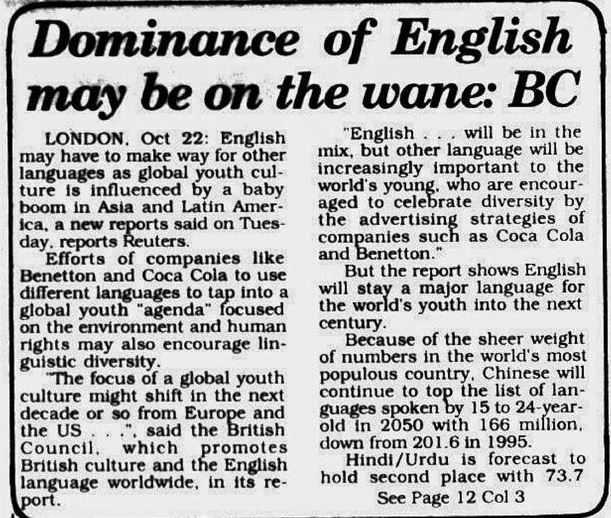 Dominance of English
may be on the wane: BC
LONDON, Oct 22: English
may have to make way for other
languages as global youth cul-
ture is influenced by a baby
boom in Asia and Latin Amer-
ica, a new reports said on Tues-
day, reports Reuters.
Efforts of companies like
Benetton and Coca Cola to use
different languages to tap into a
global youth "agenda" focused
on the environment and human
rights may also encourage lin-
guistic diversity.
"The focus of a global youth
culture might shift in the next
decade or so from Europe and
the US . . .", said the British
Council, which promotes
British culture and the English
language worldwide, in its re-
port.
"English . . . will be in the
mix, but other language will be
increasingly important to the
world's young, who are encour-
aged to celebrate diversity by
the advertising strategies of
companies such as Coca Cola
and Benetton."
But the report shows English
will stay a major language for
the world's youth into the next
century.
Because of the sheer weight
of numbers in the world's most
populous country, Chinese will
continue to top the list of lan-
guages spoken by 15 to 24-year-
old in 2050 with 166 million,
down from 201.6 in 1995.
Hindi/Urdu is forecast to
hold second place with 73.7
See Page 12 Col 3